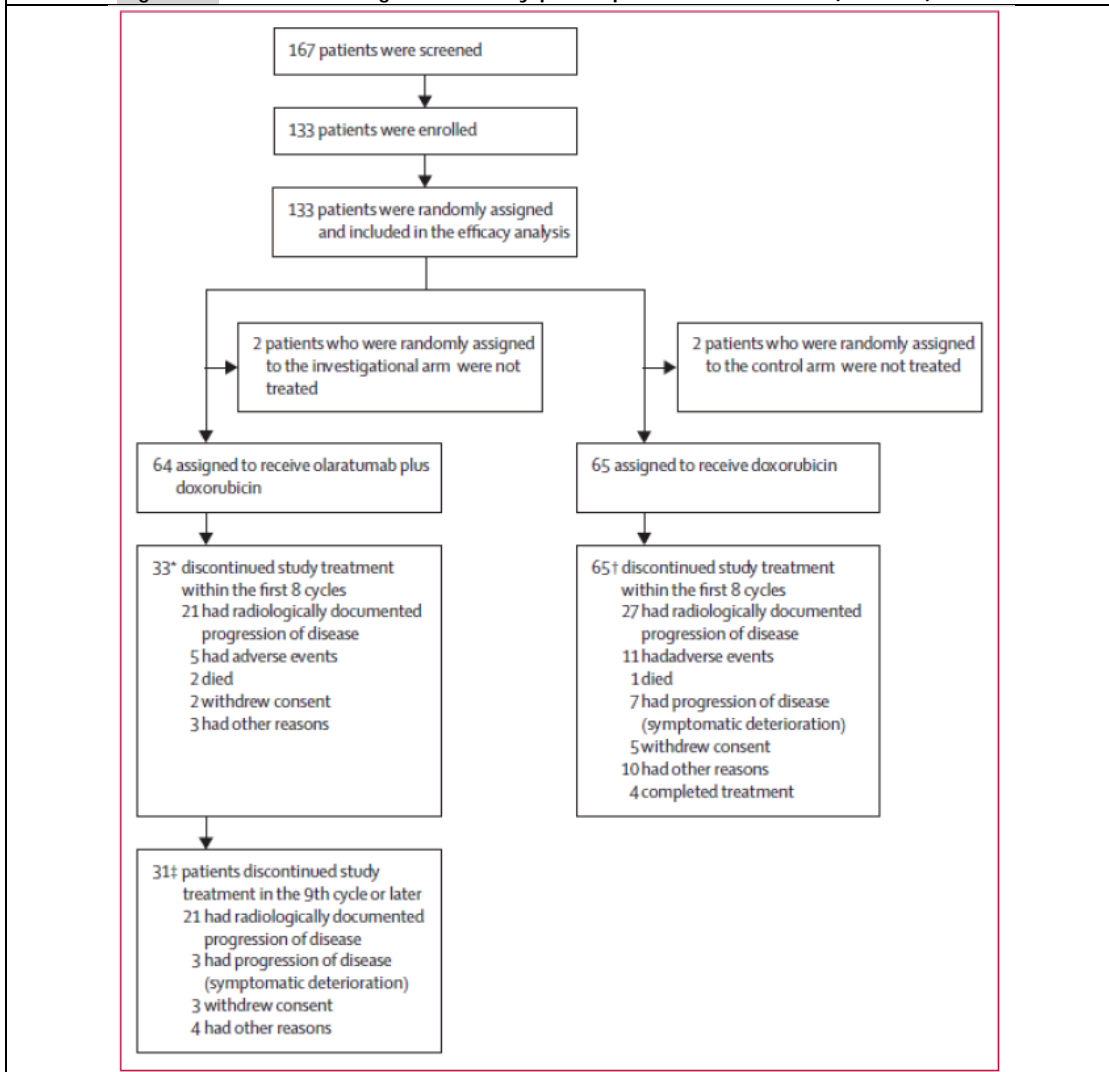 167 patients were screened
133 patients were enrolled
133 patients were randomly assigned
and included in the efficacy analysis
2 patients who were randomly assigned
to the investigational arm were not
treated
2 patients who were randomly assigned
to the control arm were not treated
64 assigned to receive olaratumab plus
doxorubicin
65 assigned to receive doxorubicin
33* discontinued study treatment
within the first 8 cycles
21 had radiologically documented
progression of disease
5 had adverse events
2 died
2 withdrew consent
3 had other reasons
65† discontinued study treatment
within the first 8 cycles
27 had radiologically documented
progression of disease
11 hadadverse events
1 died
7 had progression of disease
(symptomatic deterioration)
5 withdrew consent
10 had other reasons
4 completed treatment
31‡ patients discontinued study
treatment in the 9th cycle or later
21 had radiologically documented
progression of disease
3 had progression of disease
(symptomatic deterioration)
3 withdrew consent
4 had other reasons